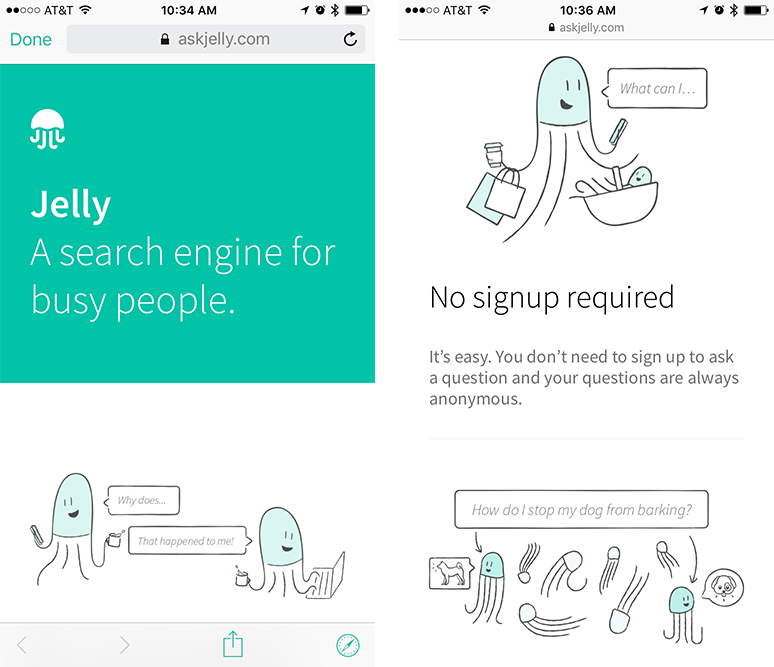 AT&T
10:34 AM
Done
askjelly.com
Jelly
A search engine for
busy people.
Why does...
That happened to me!
AT&T
10:36 AM
askjelly.com
What can I...
No signup required
It’s easy. You don’t need to sign up to ask
a question and your questions are always
anonymous.
How do I stop my dog from barking?